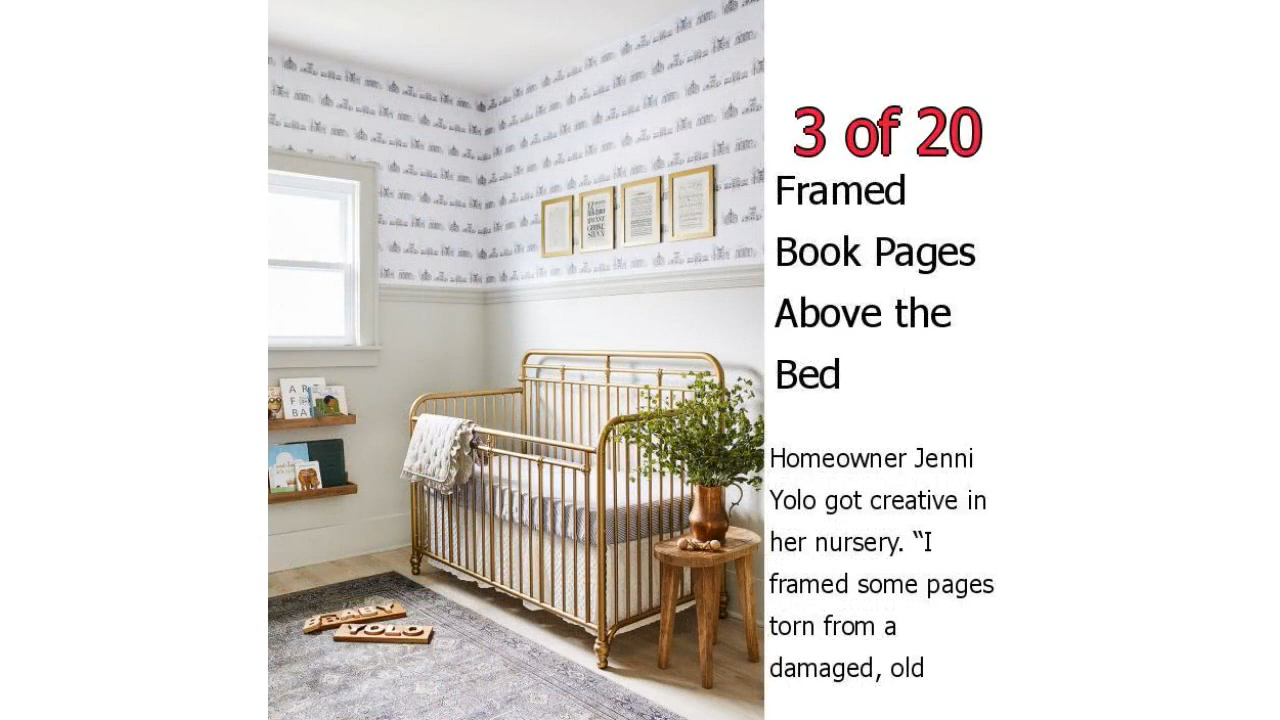 3 of 20
Framed
Book Pages
Above the
Bed
Homeowner Jenni
Yolo got creative in
her nursery. “I
framed some pages
torn from a
damaged, old
BABY
YOLO